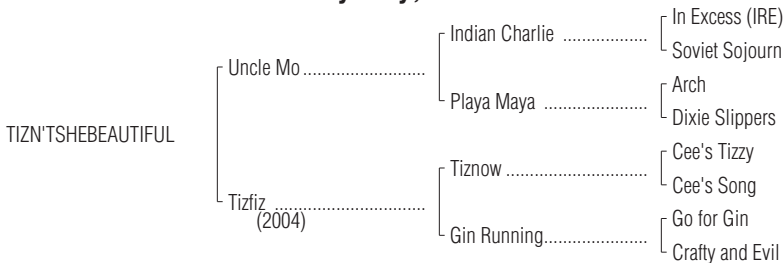 In Excess (IRE)
Indian Charlie ....................
Soviet Sojourn
Uncle Mo ..........................
Arch
Playa Maya ........................
Dixie Slippers
TIZN'TSHEBEAUTIFUL
Cee's Tizzy
Tiznow ............................
Cee's Song
Tizfiz ................................
(2004)
Go for Gin
Gin Running.....................
Crafty and Evil